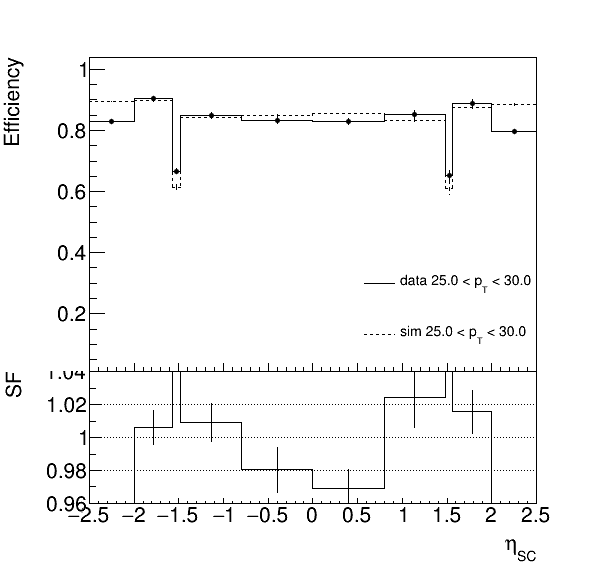 Efficiency
1
0.8
0.6
0.4
0.2
data 25.0 < p_T < 30.0
sim 25.0 < p_T < 30.0
SF
1.04
1.02
1
0.98
0.96
−2.5 −2 −1.5 −1 −0.5 0 0.5 1 1.5 2 2.5
η_SC